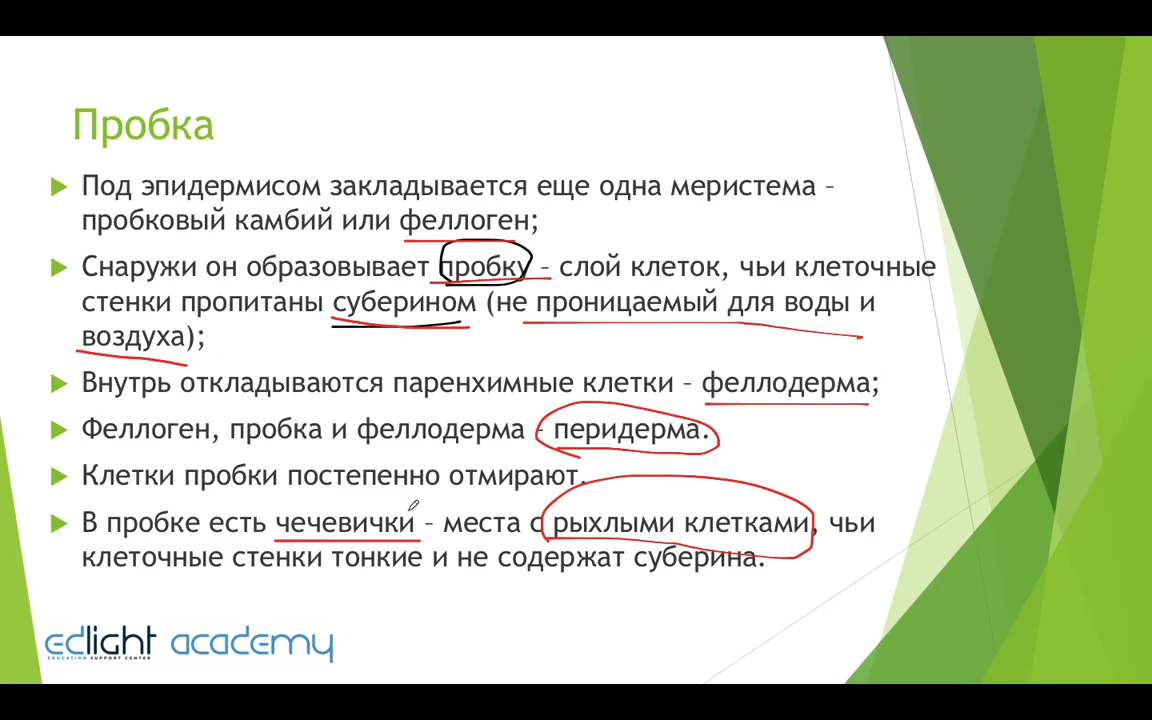 Пробка
Под эпидермисом закладывается еще одна меристема –
пробковый камбий или феллоген;
Снаружи он образовывает пробку – слой клеток, чьи клеточные
стенки пропитаны суберином (не проницаемый для воды и
воздуха);
Внутрь откладываются паренхимные клетки – феллодерма;
Феллоген, пробка и феллодерма – перидерма.
Клетки пробки постепенно отмирают.
В пробке есть чечевички – места с рыхлыми клетками, чьи
клеточные стенки тонкие и не содержат суберина.
edlight academy
EDUCATION SUPPORT CENTER